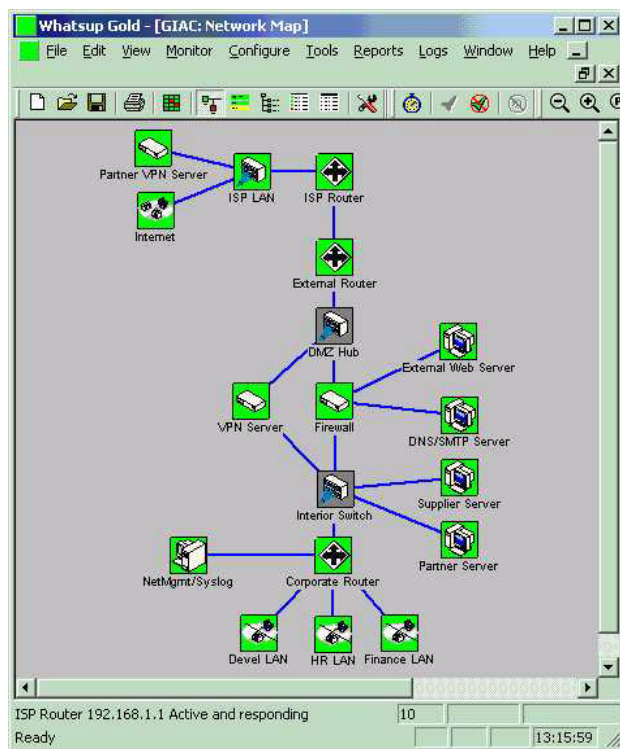 Whatsup Gold - [GIAC: Network Map]
File Edit View Monitor Configure Tools Reports Logs Window Help
Partner VPN Server
ISP LAN
ISP Router
Internet
External Router
DMZ Hub
External Web Server
VPN Server
Firewall
DNS/SMTP Server
Supplier Server
Interior Switch
Partner Server
NetMgmt/Syslog
Corporate Router
Devel LAN
HR LAN
Finance LAN
ISP Router 192.168.1.1 Active and responding 10
Ready 13:15:59